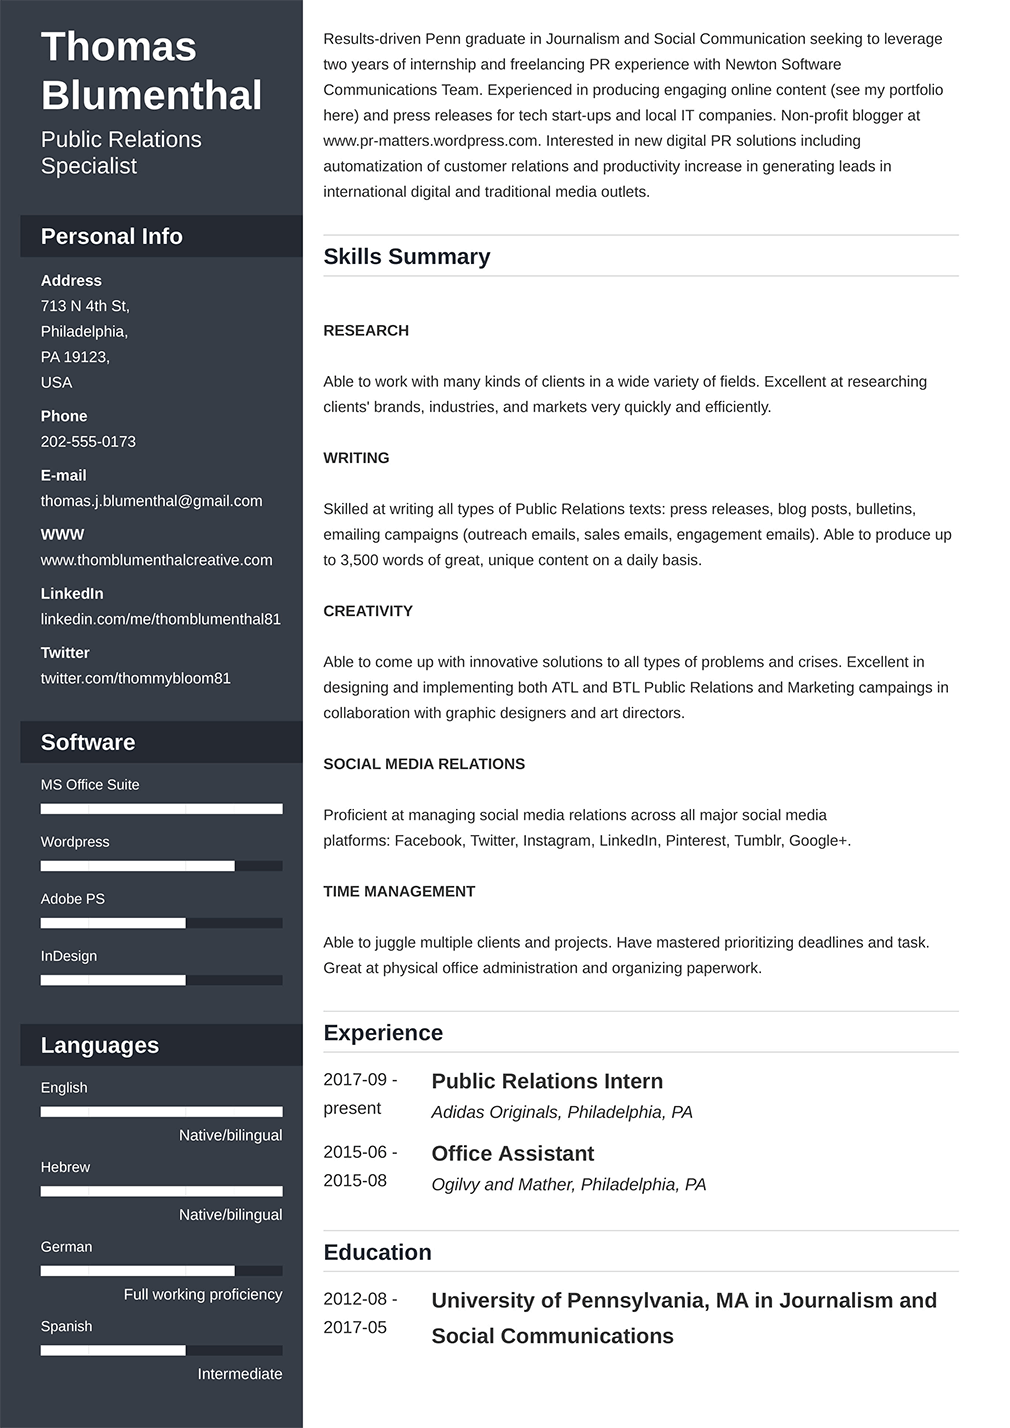 Thomas
Blumenthal
Public Relations
Specialist
Personal Info
Address
713 N 4th St,
Philadelphia,
PA 19123,
USA
Phone
202-555-0173
E-mail
thomas.j.blumenthal@gmail.com
WWW
www.thomblumenthalcreative.com
LinkedIn
linkedin.com/me/thomblumenthal81
Twitter
twitter.com/thommybloom81
Software
MS Office Suite
Wordpress
Adobe PS
InDesign
Languages
English
Native/bilingual
Hebrew
Native/bilingual
German
Full working proficiency
Spanish
Intermediate
Results-driven Penn graduate in Journalism and Social Communication seeking to leverage
two years of internship and freelancing PR experience with Newton Software
Communications Team. Experienced in producing engaging online content (see my portfolio
here) and press releases for tech start-ups and local IT companies. Non-profit blogger at
www.pr-matters.wordpress.com. Interested in new digital PR solutions including
automatization of customer relations and productivity increase in generating leads in
international digital and traditional media outlets.
Skills Summary
RESEARCH
Able to work with many kinds of clients in a wide variety of fields. Excellent at researching
clients' brands, industries, and markets very quickly and efficiently.
WRITING
Skilled at writing all types of Public Relations texts: press releases, blog posts, bulletins,
emailing campaigns (outreach emails, sales emails, engagement emails). Able to produce up
to 3,500 words of great, unique content on a daily basis.
CREATIVITY
Able to come up with innovative solutions to all types of problems and crises. Excellent in
designing and implementing both ATL and BTL Public Relations and Marketing campaings in
collaboration with graphic designers and art directors.
SOCIAL MEDIA RELATIONS
Proficient at managing social media relations across all major social media
platforms: Facebook, Twitter, Instagram, LinkedIn, Pinterest, Tumblr, Google+.
TIME MANAGEMENT
Able to juggle multiple clients and projects. Have mastered prioritizing deadlines and task.
Great at physical office administration and organizing paperwork.
Experience
2017-09 -
present
Public Relations Intern
Adidas Originals, Philadelphia, PA
2015-06 -
2015-08
Office Assistant
Ogilvy and Mather, Philadelphia, PA
Education
2012-08 -
2017-05
University of Pennsylvania, MA in Journalism and
Social Communications